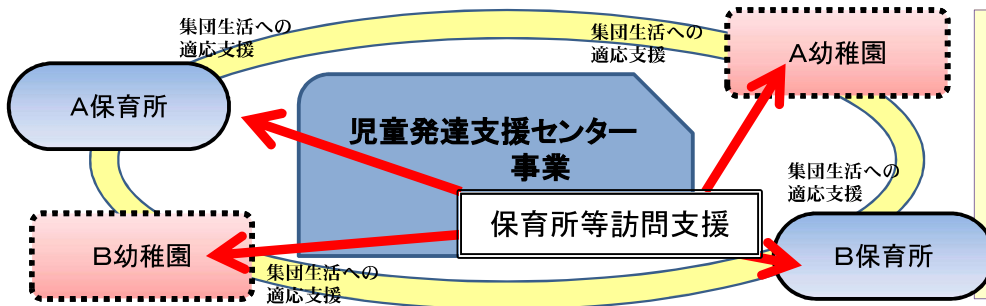 集団生活への
適応支援
集団生活への
適応支援
A幼稚園
A保育所
児童発達支援センター
事業
集団生活への
適応支援
保育所等訪問支援
B幼稚園
B保育所
集団生活への
適応支援